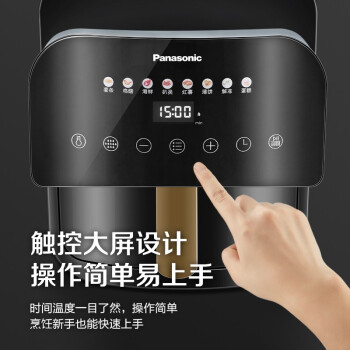 Panasonic
15:00
触控大屏设计
操作简单易上手
时间温度一目了然，操作简单
烹饪新手也能快速上手